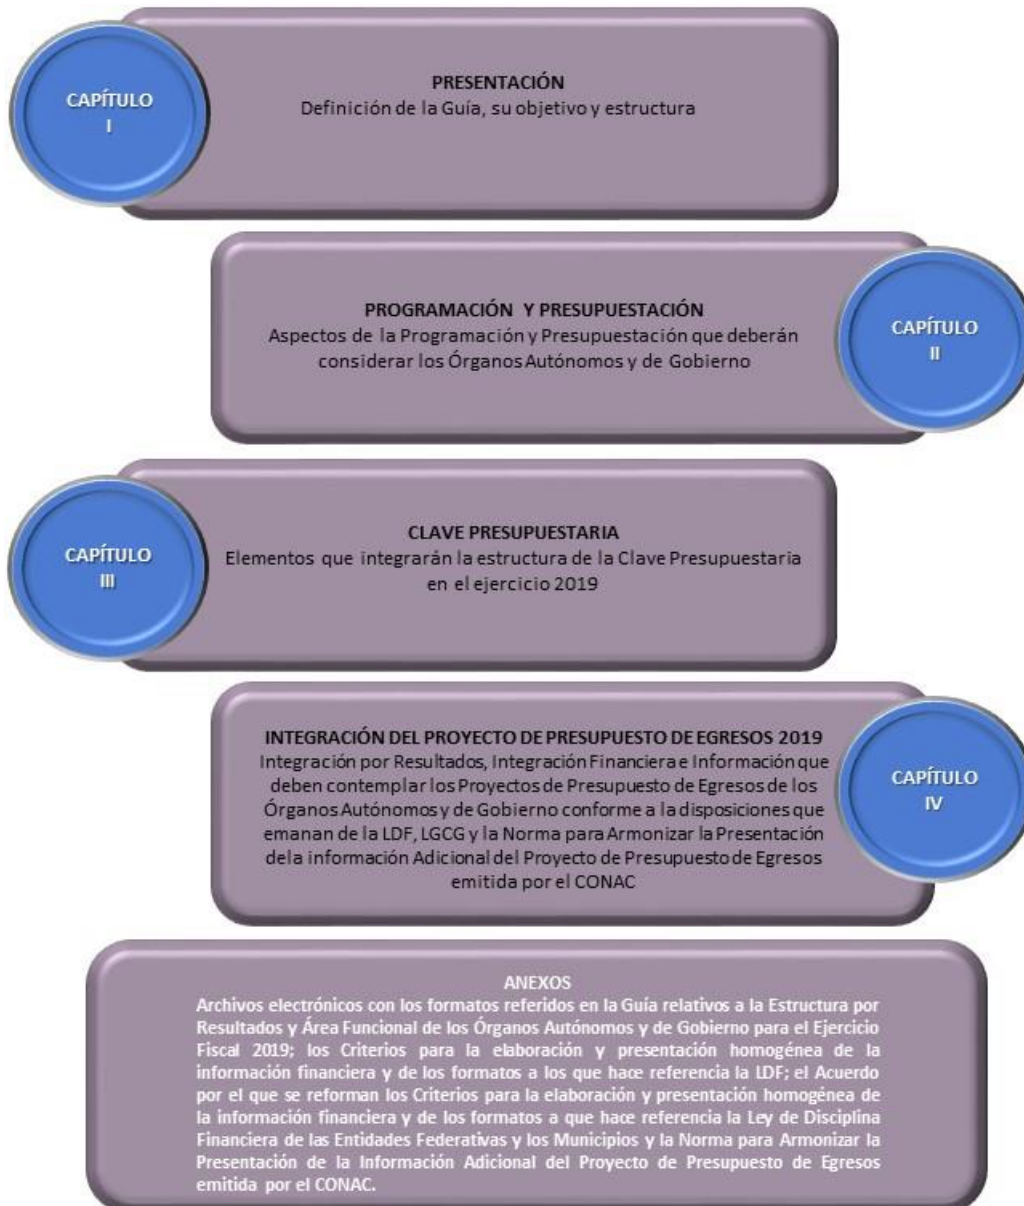 CAPÍTULO
I
PRESENTACIÓN
Definición de la Guía, su objetivo y estructura
PROGRAMACIÓN Y PRESUPUESTACIÓN
Aspectos de la Programación y Presupuestación que deberán
considerar los Órganos Autónomos y de Gobierno
CAPÍTULO
II
CAPÍTULO
III
CLAVE PRESUPUESTARIA
Elementos que integrarán la estructura de la Clave Presupuestaria
en el ejercicio 2019
INTEGRACIÓN DEL PROYECTO DE PRESUPUESTO DE EGRESOS 2019
Integración por Resultados, Integración Financiera e Información que
deben contemplar los Proyectos de Presupuesto de Egresos de los
Órganos Autónomos y de Gobierno conforme a la disposiciones que
emanan de la LDF, LGCG y la Norma para Armonizar la Presentación
dela información Adicional del Proyecto de Presupuesto de Egresos
emitida por el CONAC
CAPÍTULO
IV
ANEXOS
Archivos electrónicos con los formatos referidos en la Guía relativos a la Estructura por
Resultados y Área Funcional de los Órganos Autónomos y de Gobierno para el Ejercicio
Fiscal 2019; los Criterios para la elaboración y presentación homogénea de la
información financiera y de los formatos a los que hace referencia la LDF; el Acuerdo
por el que se reforman los Criterios para la elaboración y presentación homogénea de
la información financiera y de los formatos a que hace referencia la Ley de Disciplina
Financiera de las Entidades Federativas y los Municipios y la Norma para Armonizar la
Presentación de la Información Adicional del Proyecto de Presupuesto de Egresos
emitida por el CONAC.